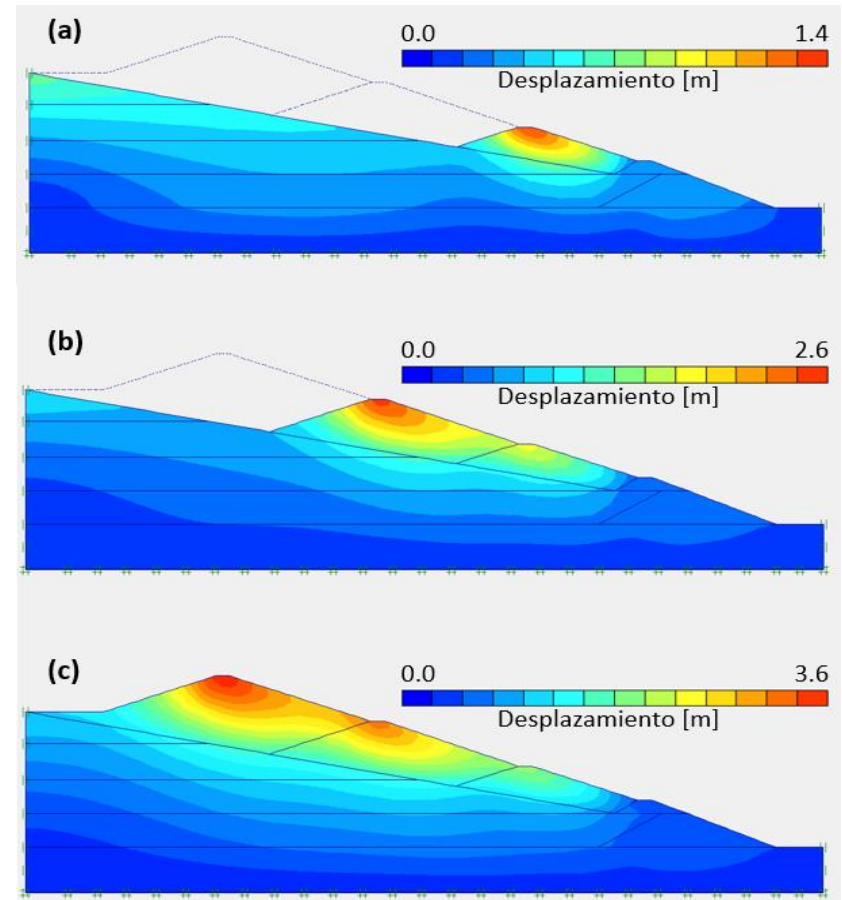 (a)
0.0 1.4
Desplazamiento [m]
(b)
0.0 2.6
Desplazamiento [m]
(c)
0.0 3.6
Desplazamiento [m]